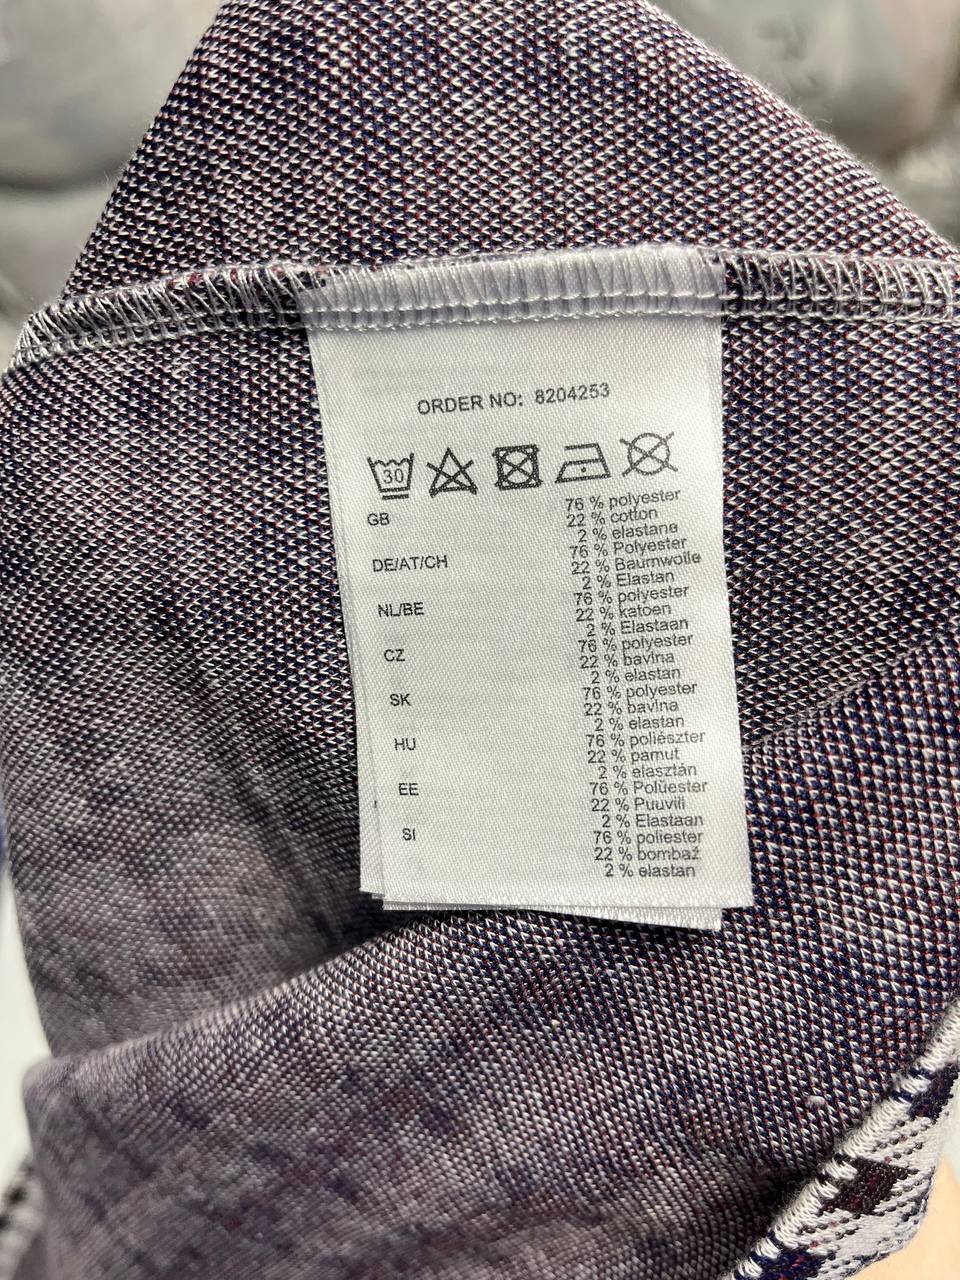 ORDER NO: 8204253
30
GB
76 % polyester
22 % cotton
2 % elastane
DE/AT/CH
76 % Polyester
22 % Baumwolle
2 % Elastan
NL/BE
76 % polyester
22 % katoen
2 % Elastaan
CZ
76 % polyester
22 % bavlna
2 % elastan
SK
76 % polyester
22 % bavlna
2 % elastan
HU
76 % poliészter
22 % pamut
2 % elasztán
EE
76 % Polüester
22 % Puuvill
2 % Elastaan
SI
76 % poliester
22 % bombaž
2 % elastan